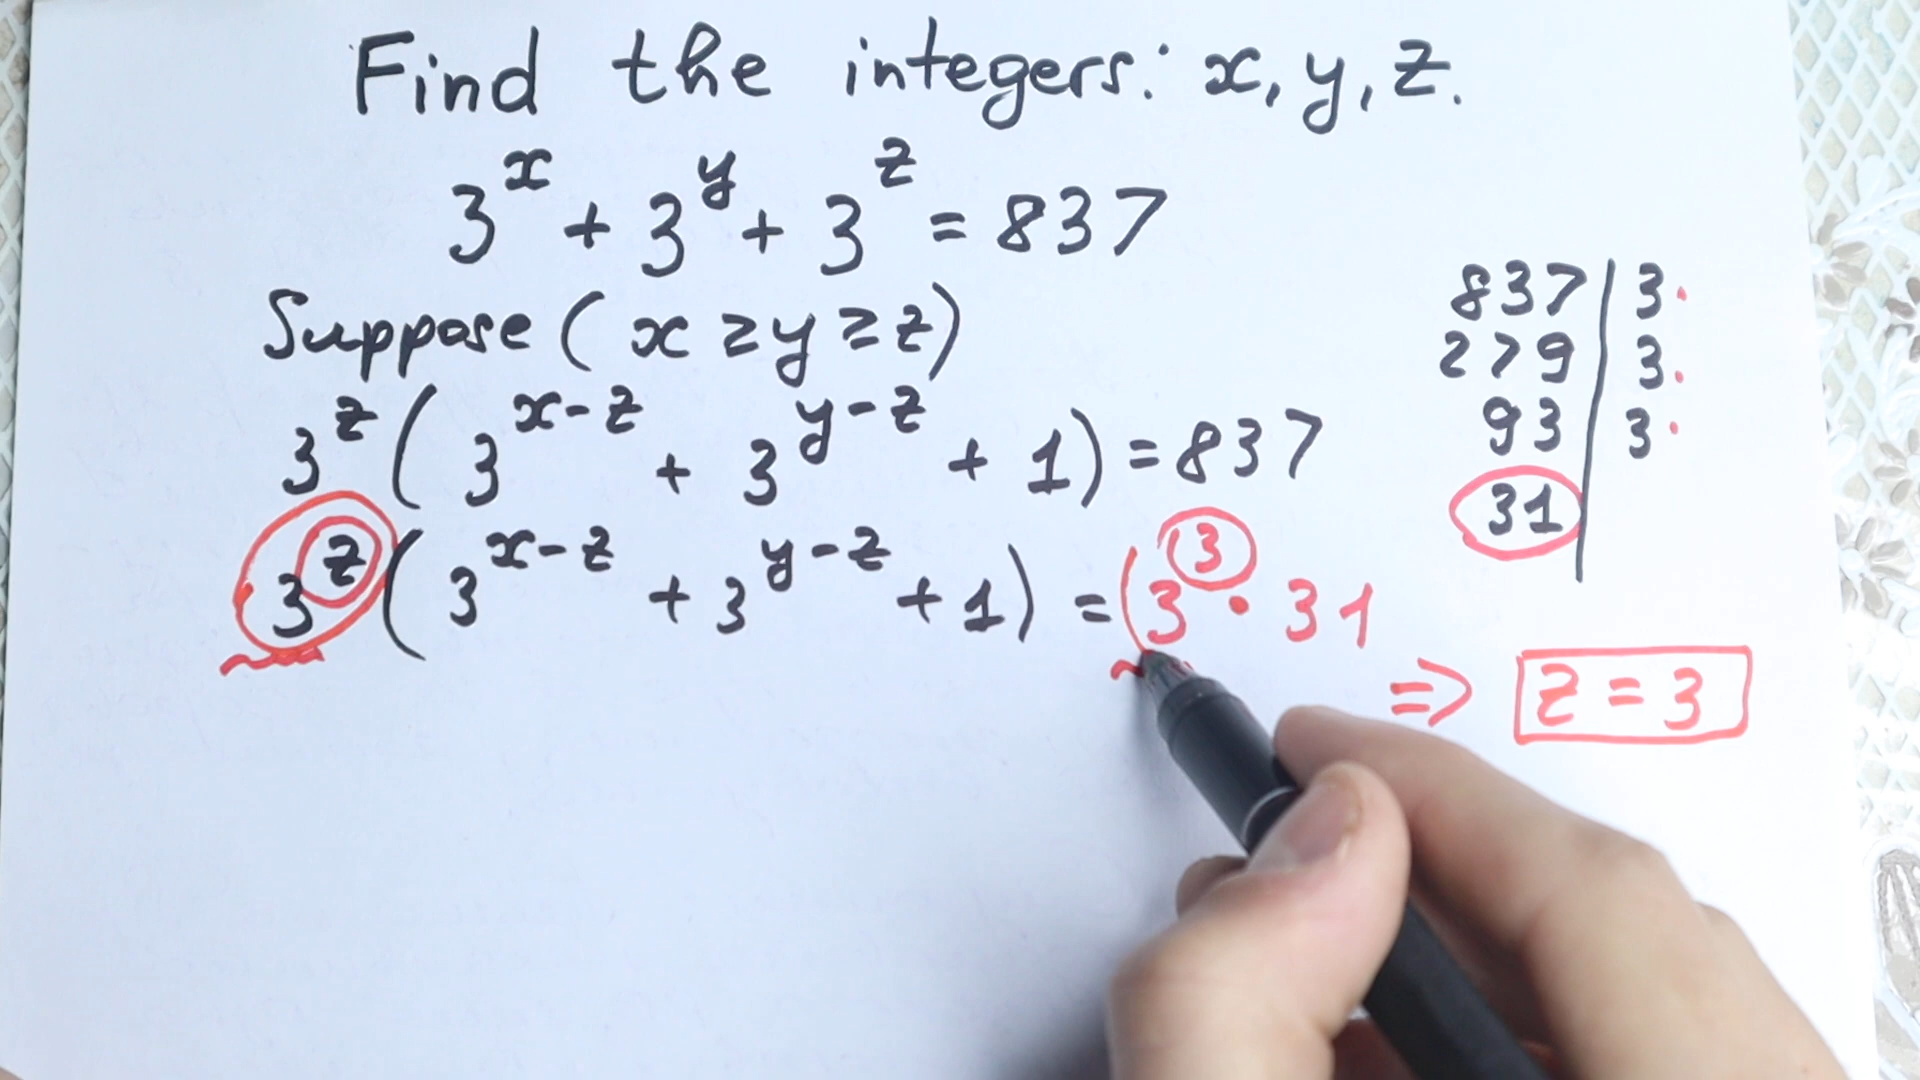 Find the integers: x, y, z.
3^x + 3^y + 3^z = 837
Suppose (x ≥ y ≥ z)
3^z (3^(x-z) + 3^(y-z) + 1) = 837
3^z (3^(x-z) + 3^(y-z) + 1) = (3^3 · 31
⇒ z = 3
837 | 3
279 | 3
93 | 3
31